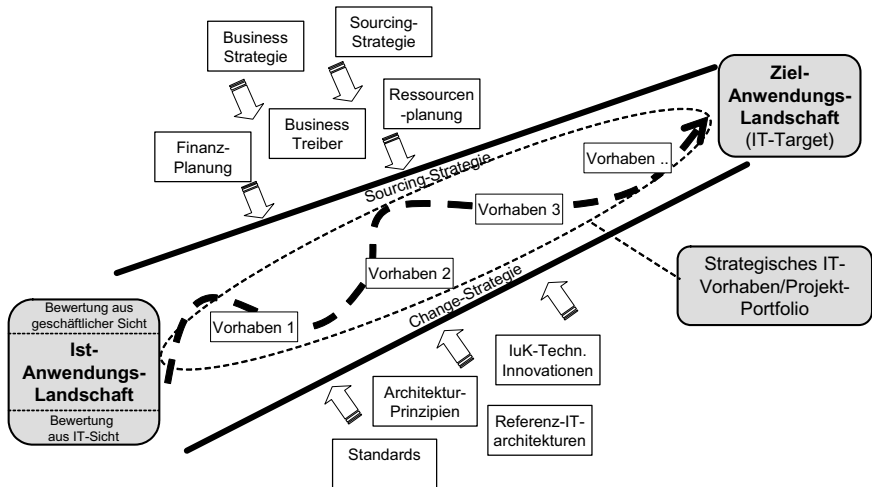 Business
Strategie
Sourcing-
Strategie
Business
Treiber
Ressourcen
-planung
Finanz-
Planung
Ziel-
Anwendungs-
Landschaft
(IT-Target)
Sourcing-Strategie
Vorhaben ..
Vorhaben 3
Vorhaben 2
Vorhaben 1
Change-Strategie
Strategisches IT-
Vorhaben/Projekt-
Portfolio
Bewertung aus
geschäftlicher Sicht
Ist-
Anwendungs-
Landschaft
Bewertung
aus IT-Sicht
IuK-Techn.
Innovationen
Architektur-
Prinzipien
Referenz-IT-
architekturen
Standards